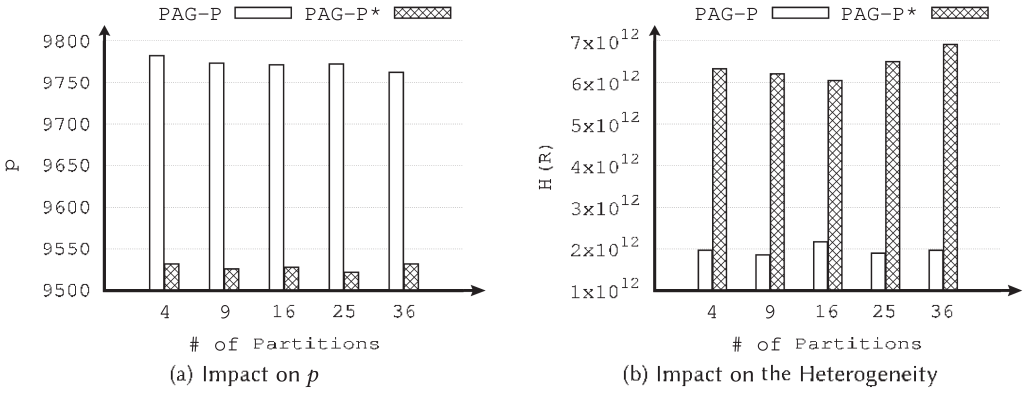 PAG-P PAG-P*
9800
9750
9700
9650
9600
9550
9500
p
4 9 16 25 36
# of Partitions
(a) Impact on p
PAG-P PAG-P*
7x10^12
6x10^12
5x10^12
4x10^12
3x10^12
2x10^12
1x10^12
H(R)
4 9 16 25 36
# of Partitions
(b) Impact on the Heterogeneity